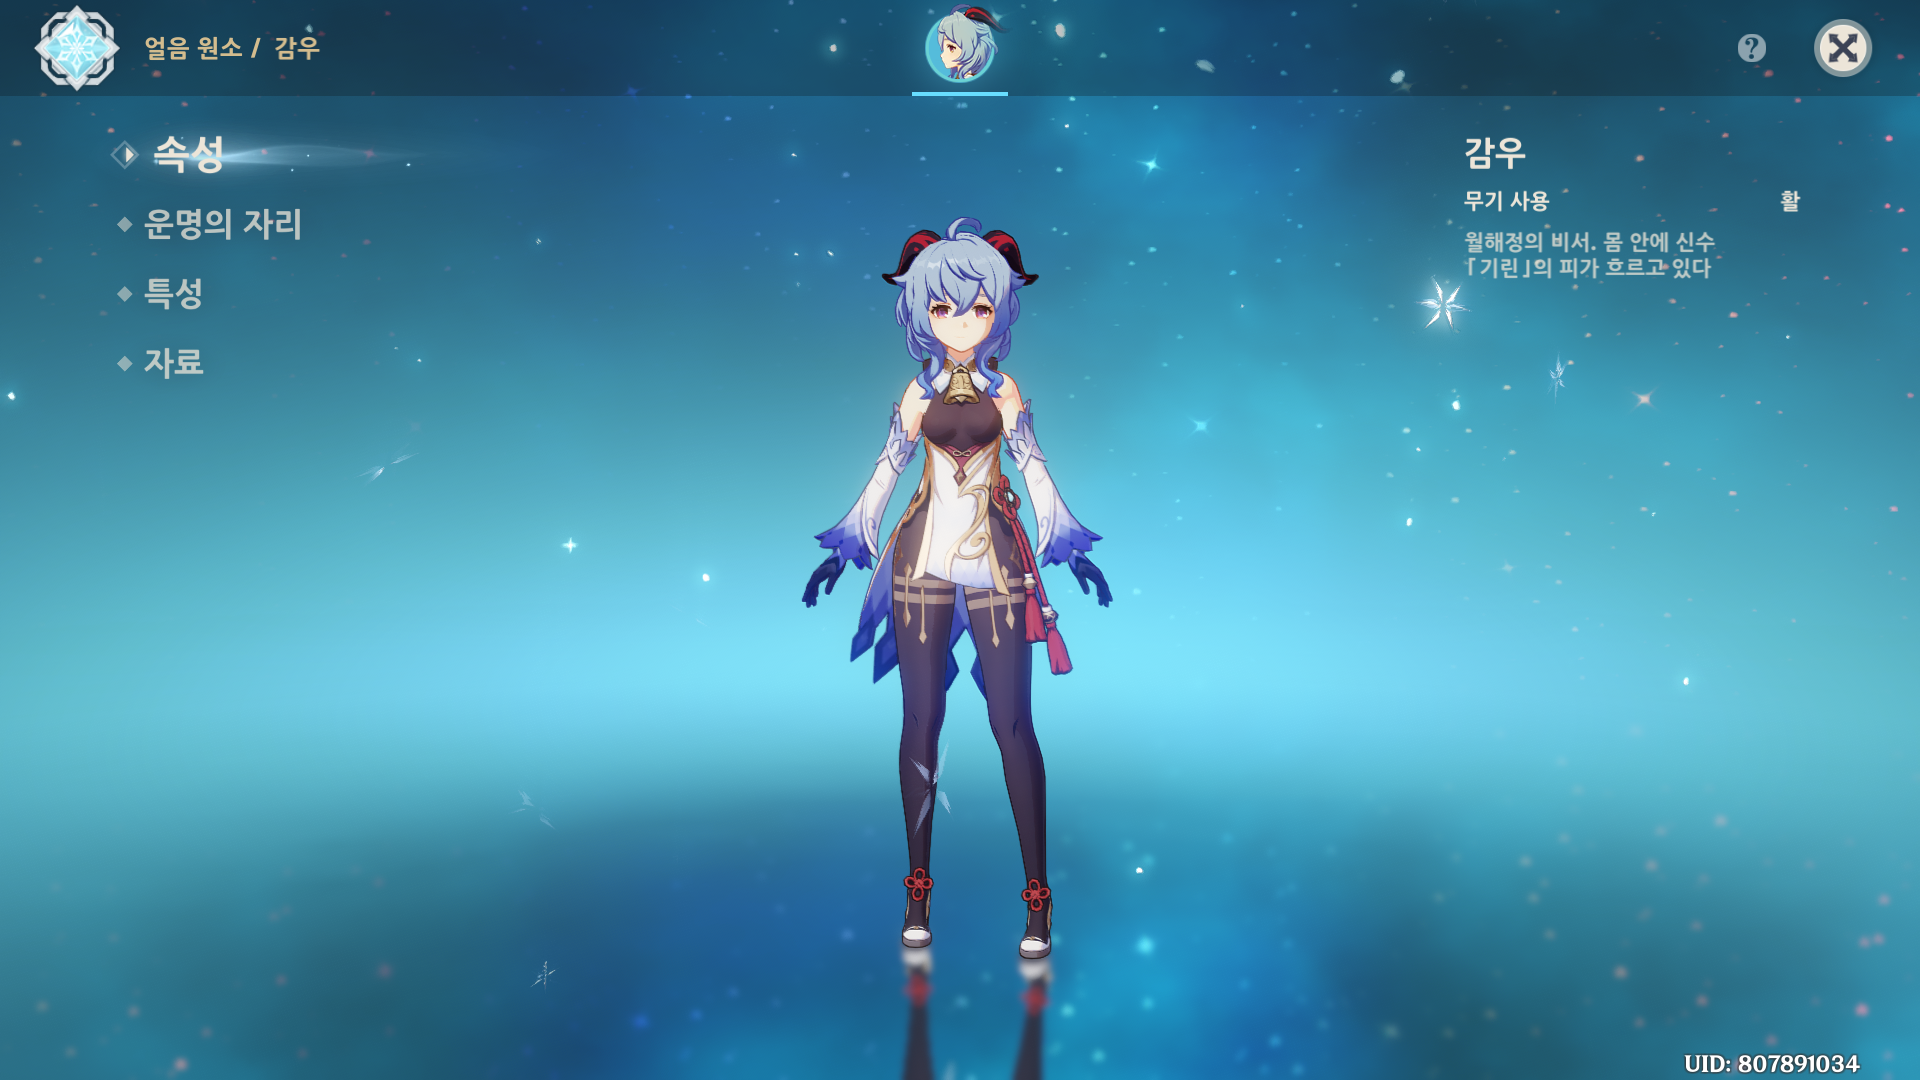 얼음 원소 / 감우
속성
운명의 자리
특성
자료
감우
무기 사용 활
월해정의 비서. 몸 안에 신수
「기린」의 피가 흐르고 있다
UID: 807891034